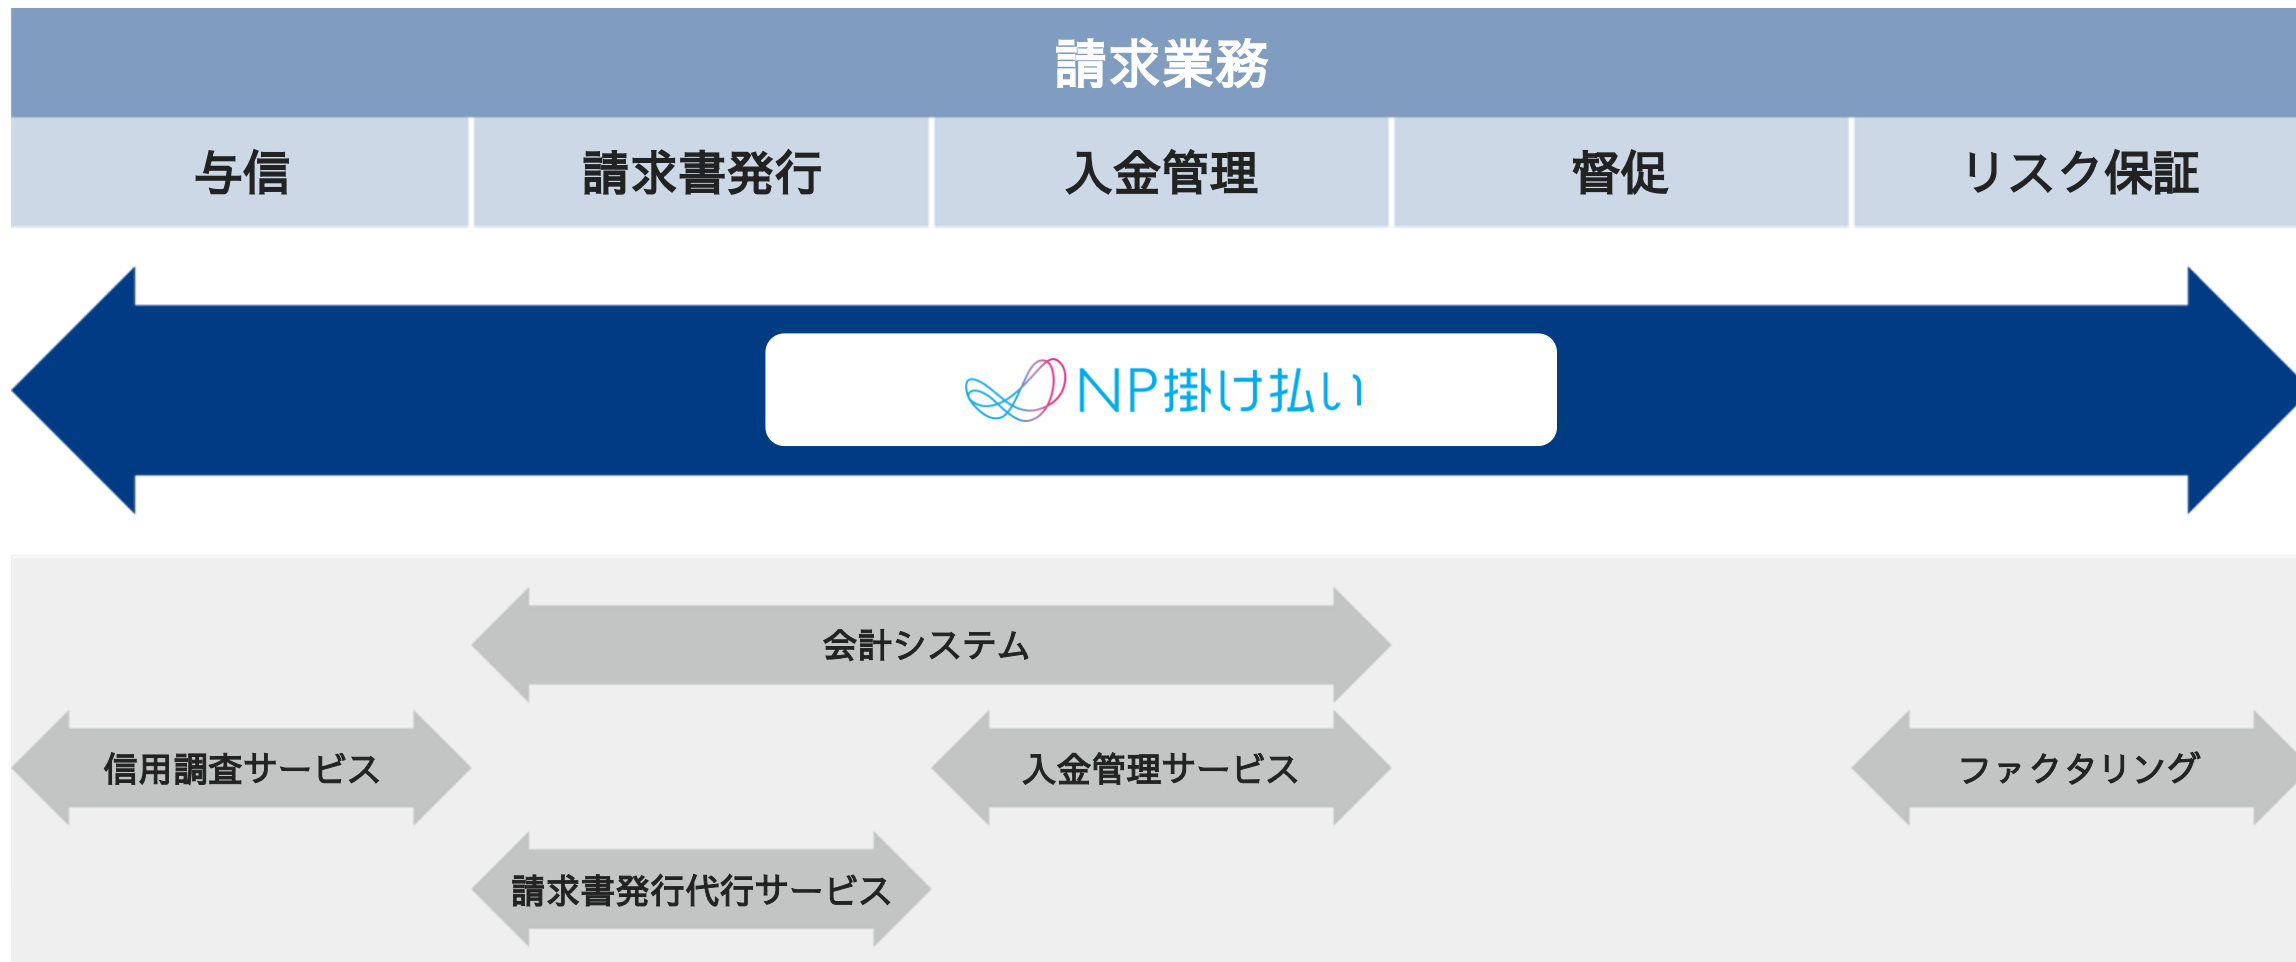 請求業務
与信 請求書発行 入金管理 督促 リスク保証
NP掛け払い
会計システム
信用調査サービス 入金管理サービス ファクタリング
請求書発行代行サービス